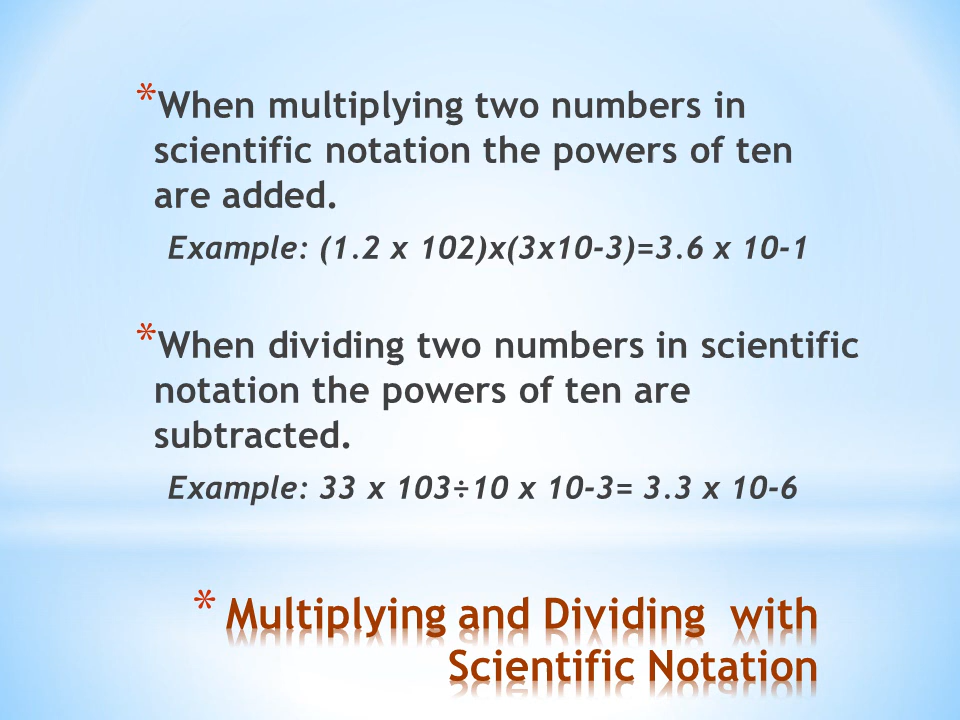 * When multiplying two numbers in
scientific notation the powers of ten
are added.
Example: (1.2 x 102)x(3x10-3)=3.6 x 10-1
* When dividing two numbers in scientific
notation the powers of ten are
subtracted.
Example: 33 x 103÷10 x 10-3= 3.3 x 10-6
* Multiplying and Dividing with
Scientific Notation